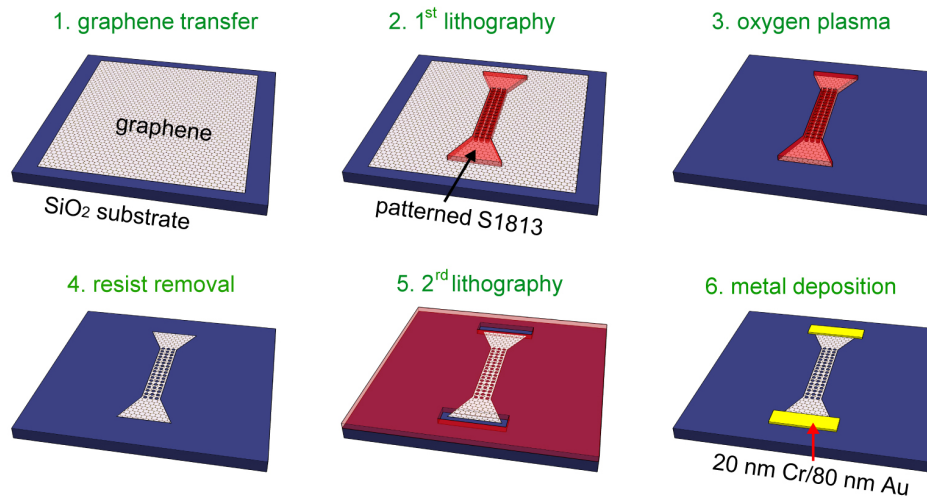 1. graphene transfer
2. 1st lithography
3. oxygen plasma
graphene
SiO2 substrate
patterned S1813
4. resist removal
5. 2rd lithography
6. metal deposition
20 nm Cr/80 nm Au